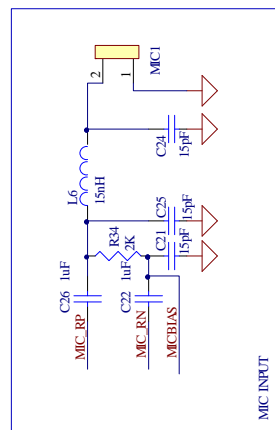 MIC1
2
1
C24
15pF
L6
15nH
C25
15pF
R34
2K
C21
15pF
1uF
C26
1uF
C22
MIC_RP
MIC_RN
MICBIAS
MIC INPUT